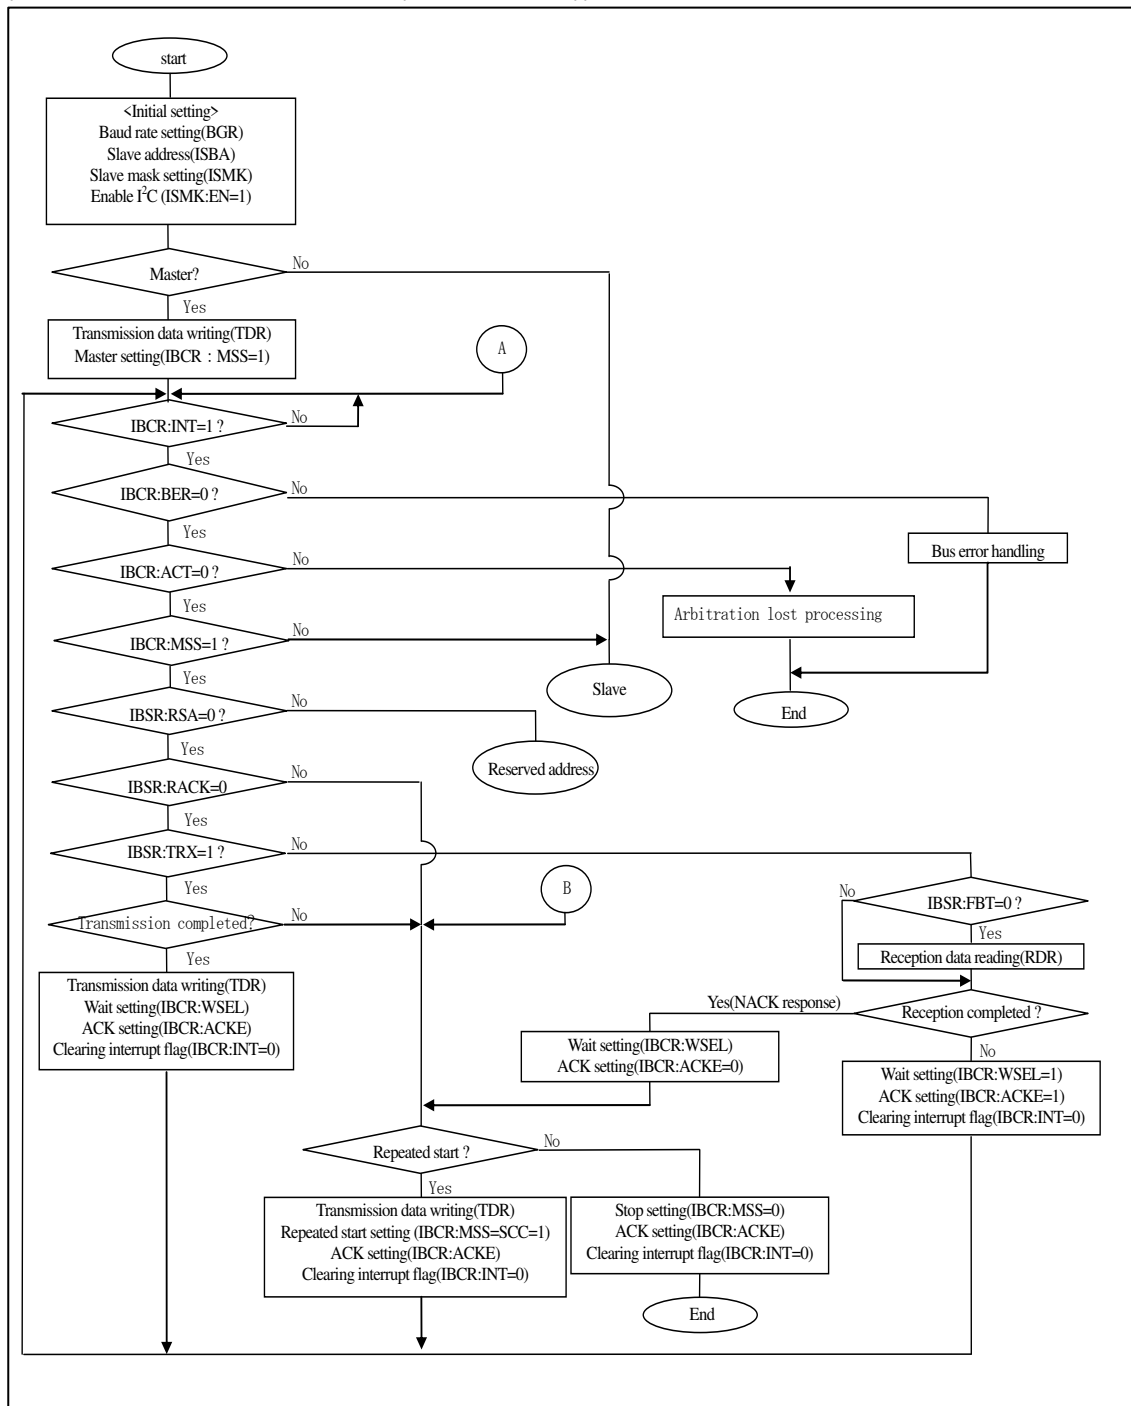 start
<Initial setting>
Baud rate setting(BGR)
Slave address(ISBA)
Slave mask setting(ISMK)
Enable I²C (ISMK:EN=1)
Master?
No
Yes
Transmission data writing(TDR)
Master setting(IBCR : MSS=1)
A
IBCR:INT=1 ?
No
Yes
IBCR:BER=0 ?
No
Yes
Bus error handling
IBCR:ACT=0 ?
No
Yes
Arbitration lost processing
IBCR:MSS=1 ?
No
Yes
Slave
End
IBSR:RSA=0 ?
No
Yes
Reserved address
IBSR:RACK=0
No
Yes
IBSR:TRX=1 ?
No
Yes
B
No
IBSR:FBT=0 ?
Yes
Transmission completed?
No
Yes
Reception data reading(RDR)
Transmission data writing(TDR)
Wait setting(IBCR:WSEL)
ACK setting(IBCR:ACKE)
Clearing interrupt flag(IBCR:INT=0)
Yes(NACK response)
Reception completed ?
No
Wait setting(IBCR:WSEL)
ACK setting(IBCR:ACKE=0)
Wait setting(IBCR:WSEL=1)
ACK setting(IBCR:ACKE=1)
Clearing interrupt flag(IBCR:INT=0)
Repeated start ?
No
Yes
Transmission data writing(TDR)
Repeated start setting (IBCR:MSS=SCC=1)
ACK setting(IBCR:ACKE)
Clearing interrupt flag(IBCR:INT=0)
Stop setting(IBCR:MSS=0)
ACK setting(IBCR:ACKE)
Clearing interrupt flag(IBCR:INT=0)
End